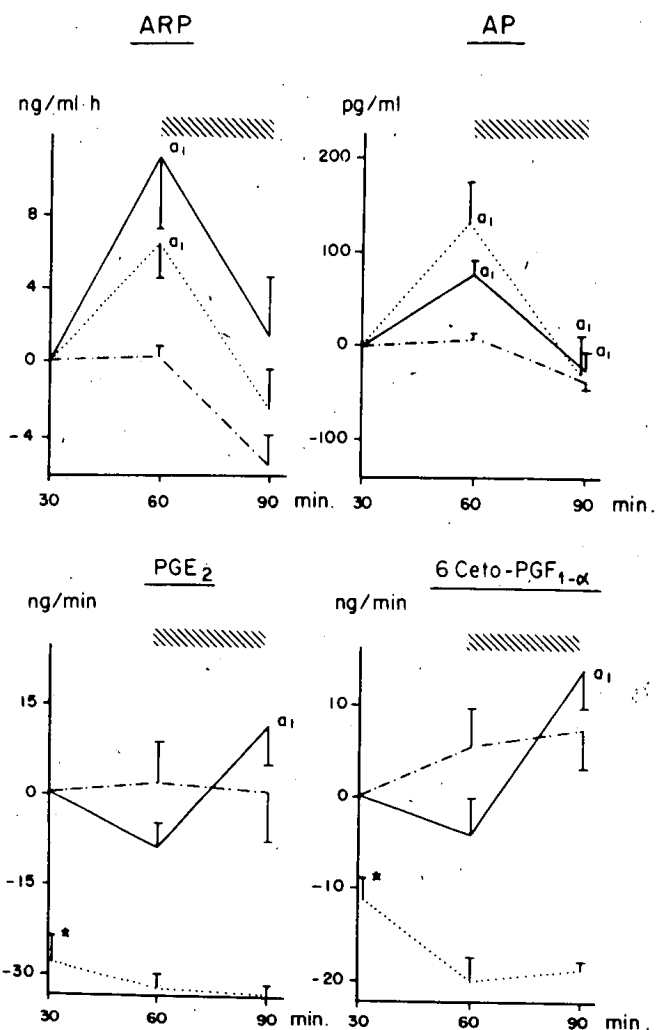 ARP
AP
ng/ml·h
pg/ml
a₁
a₁
8
4
0
-4
30
60
90
min.
200
100
0
-100
a₁
a₁
a₁
a₁
30
60
90
min.
PGE₂
6 Ceto-PGF₁₋α
ng/min
ng/min
15
0
-15
-30
a₁
*
30
60
90
min.
10
0
-10
-20
a₁
*
30
60
90
min.